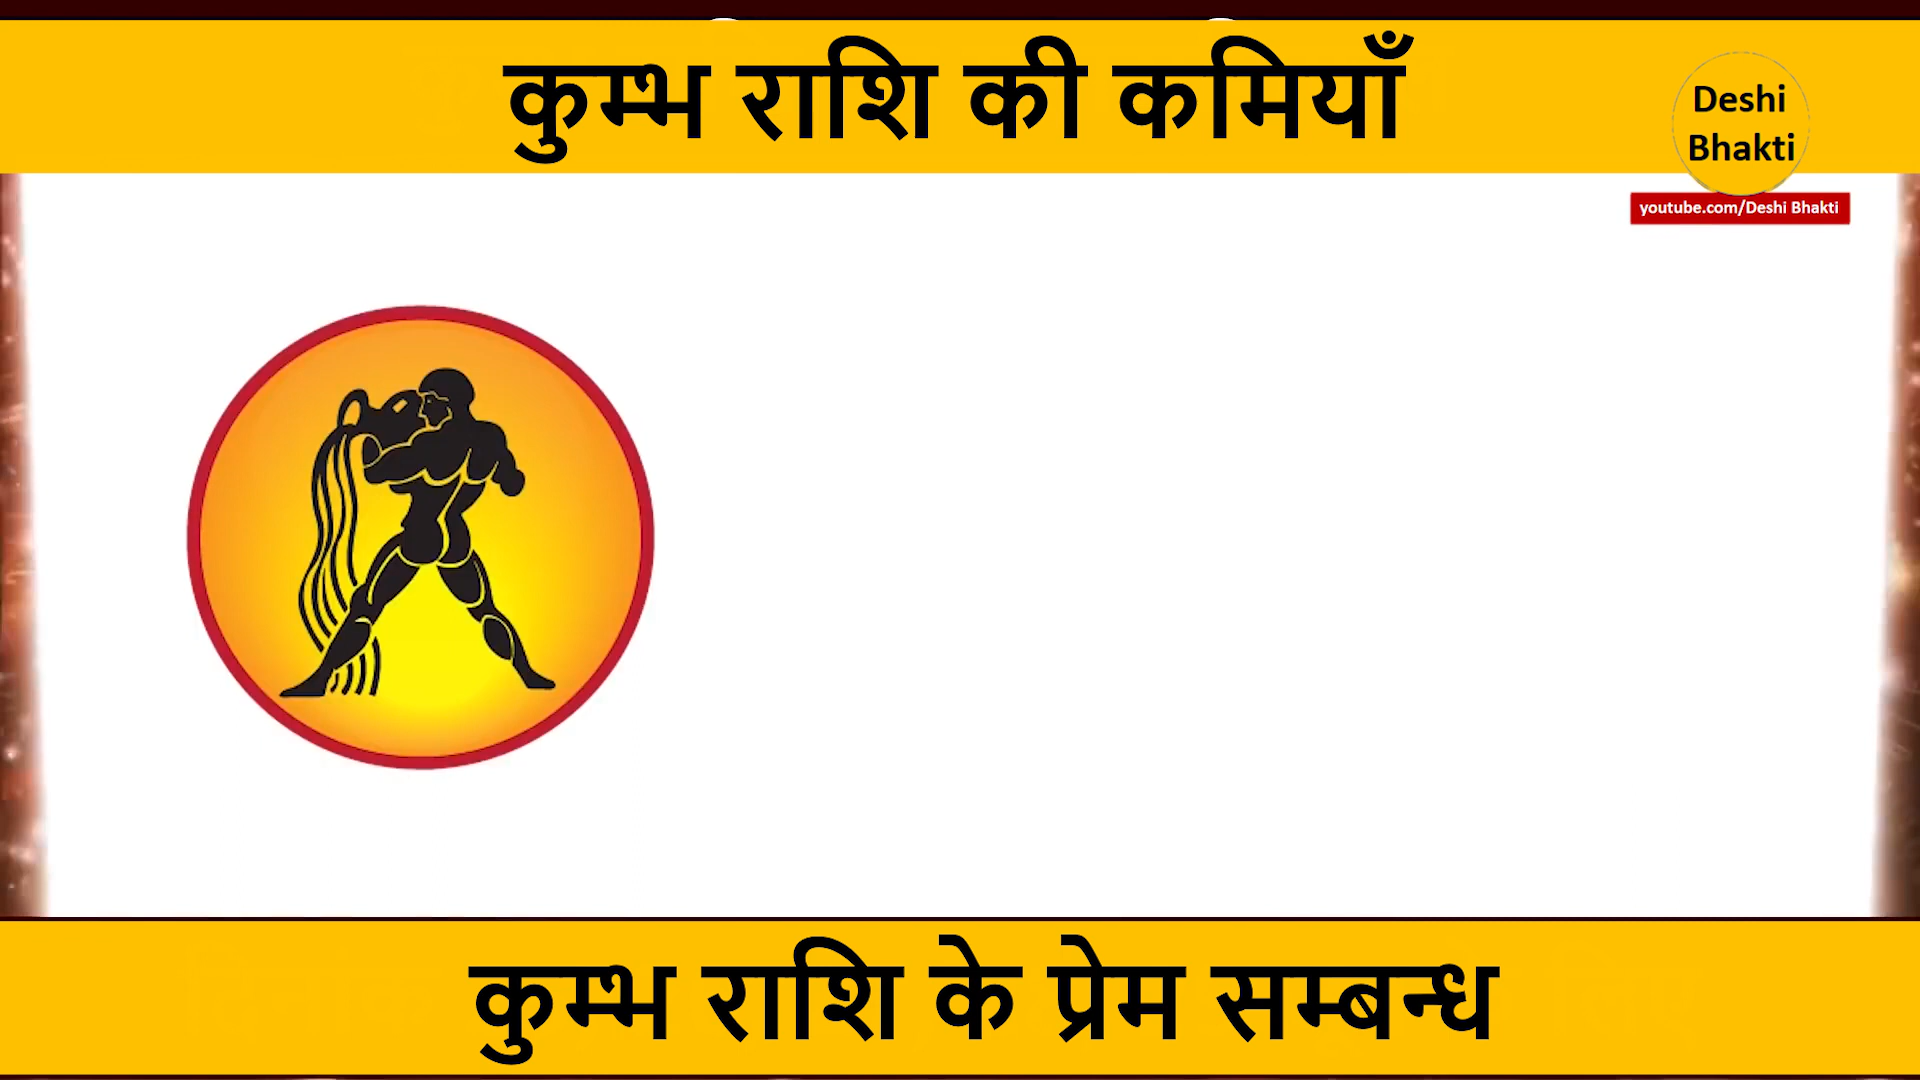 कुम्भ राशि की कमियाँ
Deshi
Bhakti
youtube.com/Deshi Bhakti
कुम्भ राशि के प्रेम सम्बन्ध